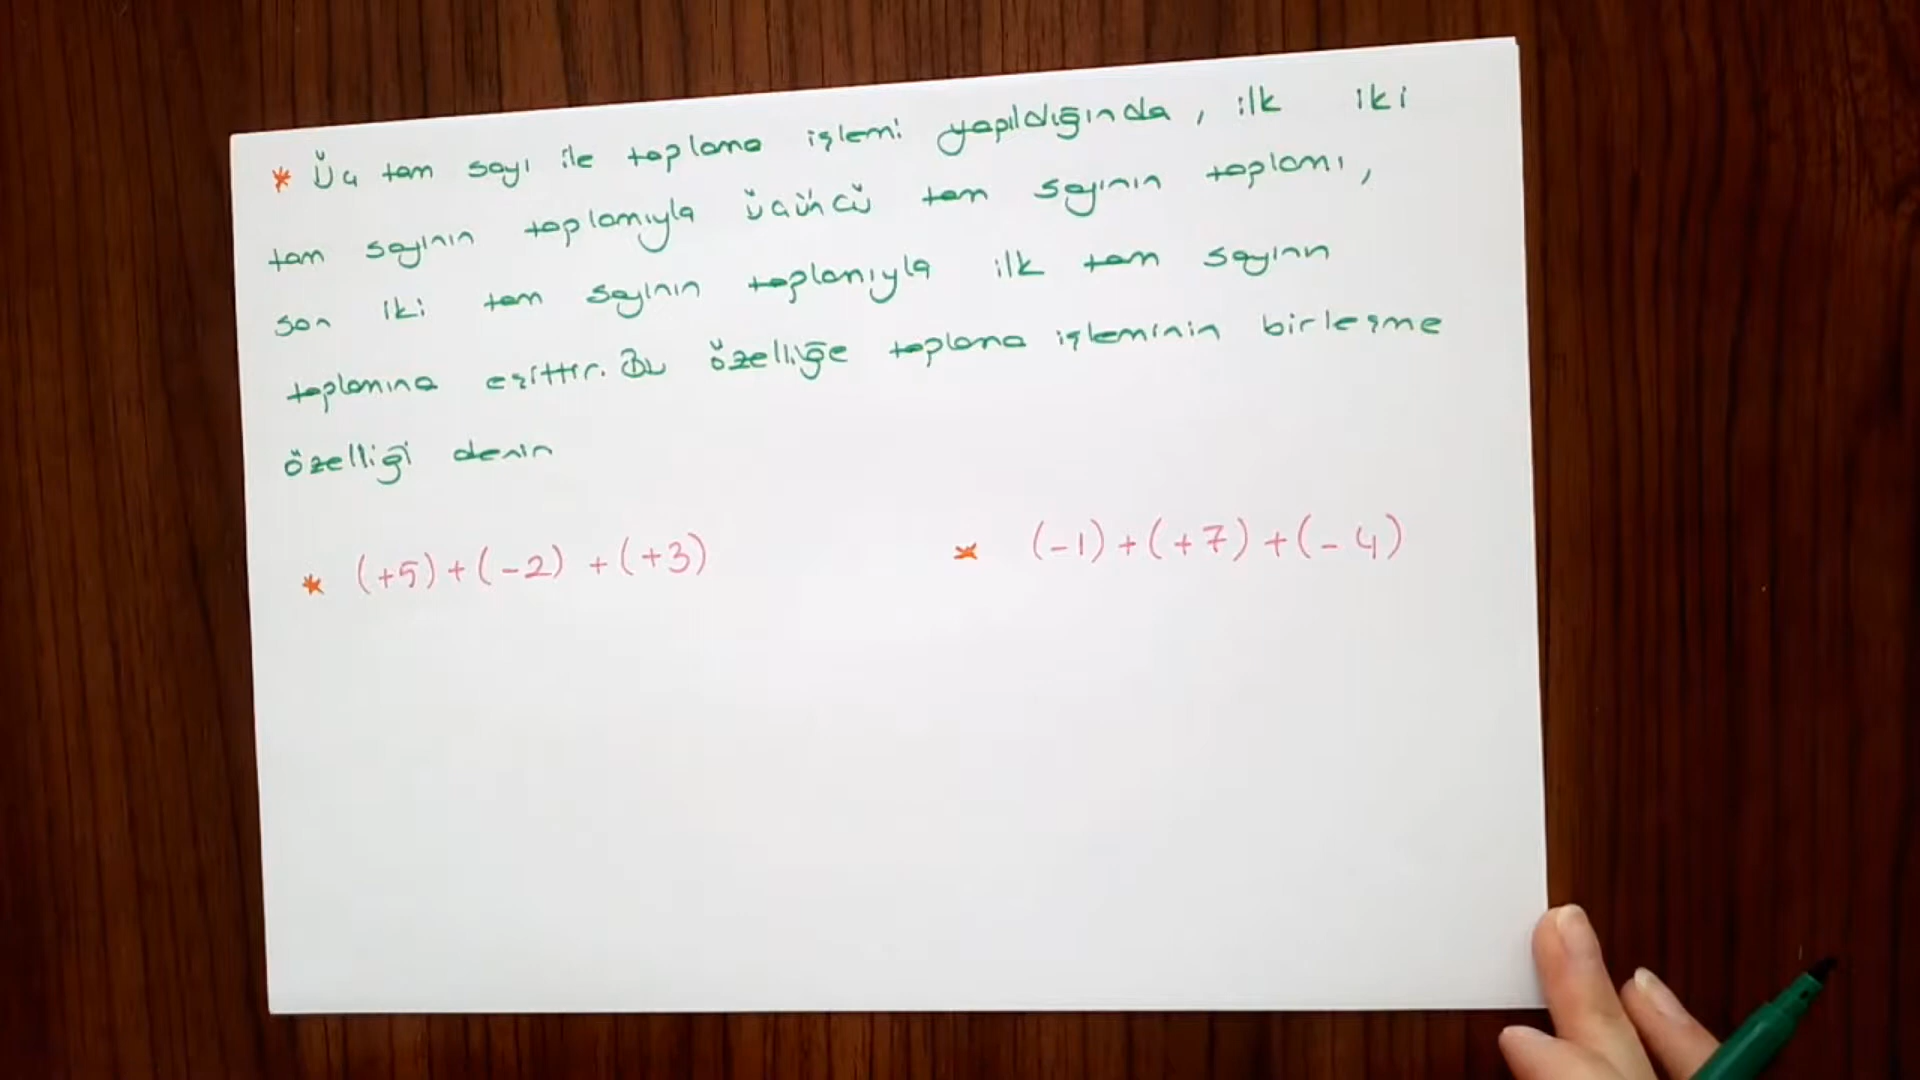 * Üç tam sayı ile toplama işlemi yapıldığında, ilk iki
tam sayının toplamıyla üçüncü tam sayının toplamı,
son iki tam sayının toplamıyla ilk tam sayının
toplamına eşittir. Bu özelliğe toplama işleminin birleşme
özelliği denir
* (+5)+(-2)+(+3)
* (-1)+(+7)+(-4)